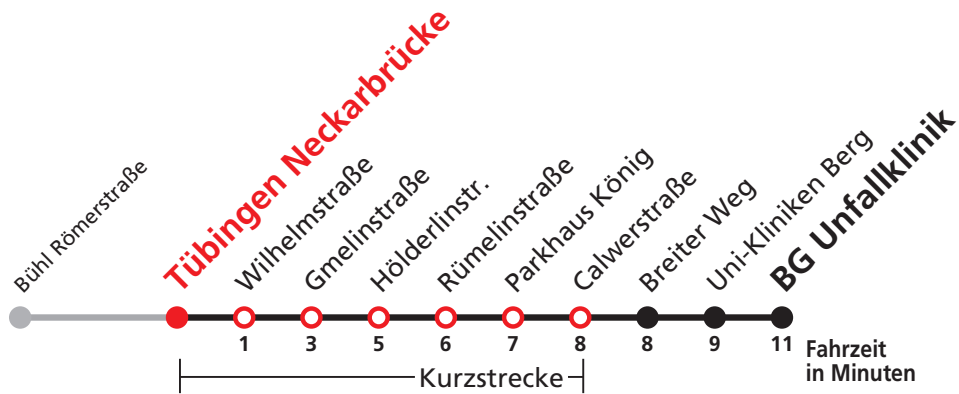 Bühl Römerstraße
Tübingen Neckarbrücke
Wilhelmstraße
Gmelinstraße
Hölderlinstr.
Rümelinstraße
Parkhaus König
Calwerstraße
Breiter Weg
Uni-Kliniken Berg
BG Unfallklinik
1 3 5 6 7 8 8 9 11 Fahrzeit
in Minuten
Kurzstrecke